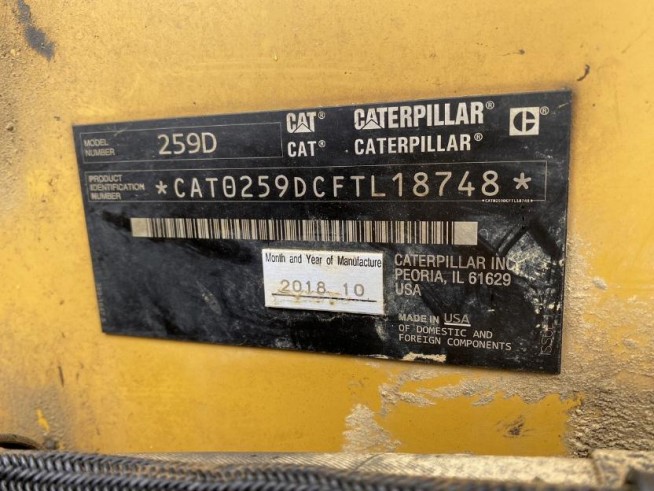 MODEL NUMBER 259D
CAT® CATERPILLAR®
CAT® CATERPILLAR®
C®
PRODUCT
IDENTIFICATION
NUMBER
*CAT0259DCFTL18748*
*CAT0259DCFTL18748*
Month and Year of Manufacture
2018.10
CATERPILLAR INC.
PEORIA, IL 61629
USA
MADE IN USA
OF DOMESTIC AND
FOREIGN COMPONENTS